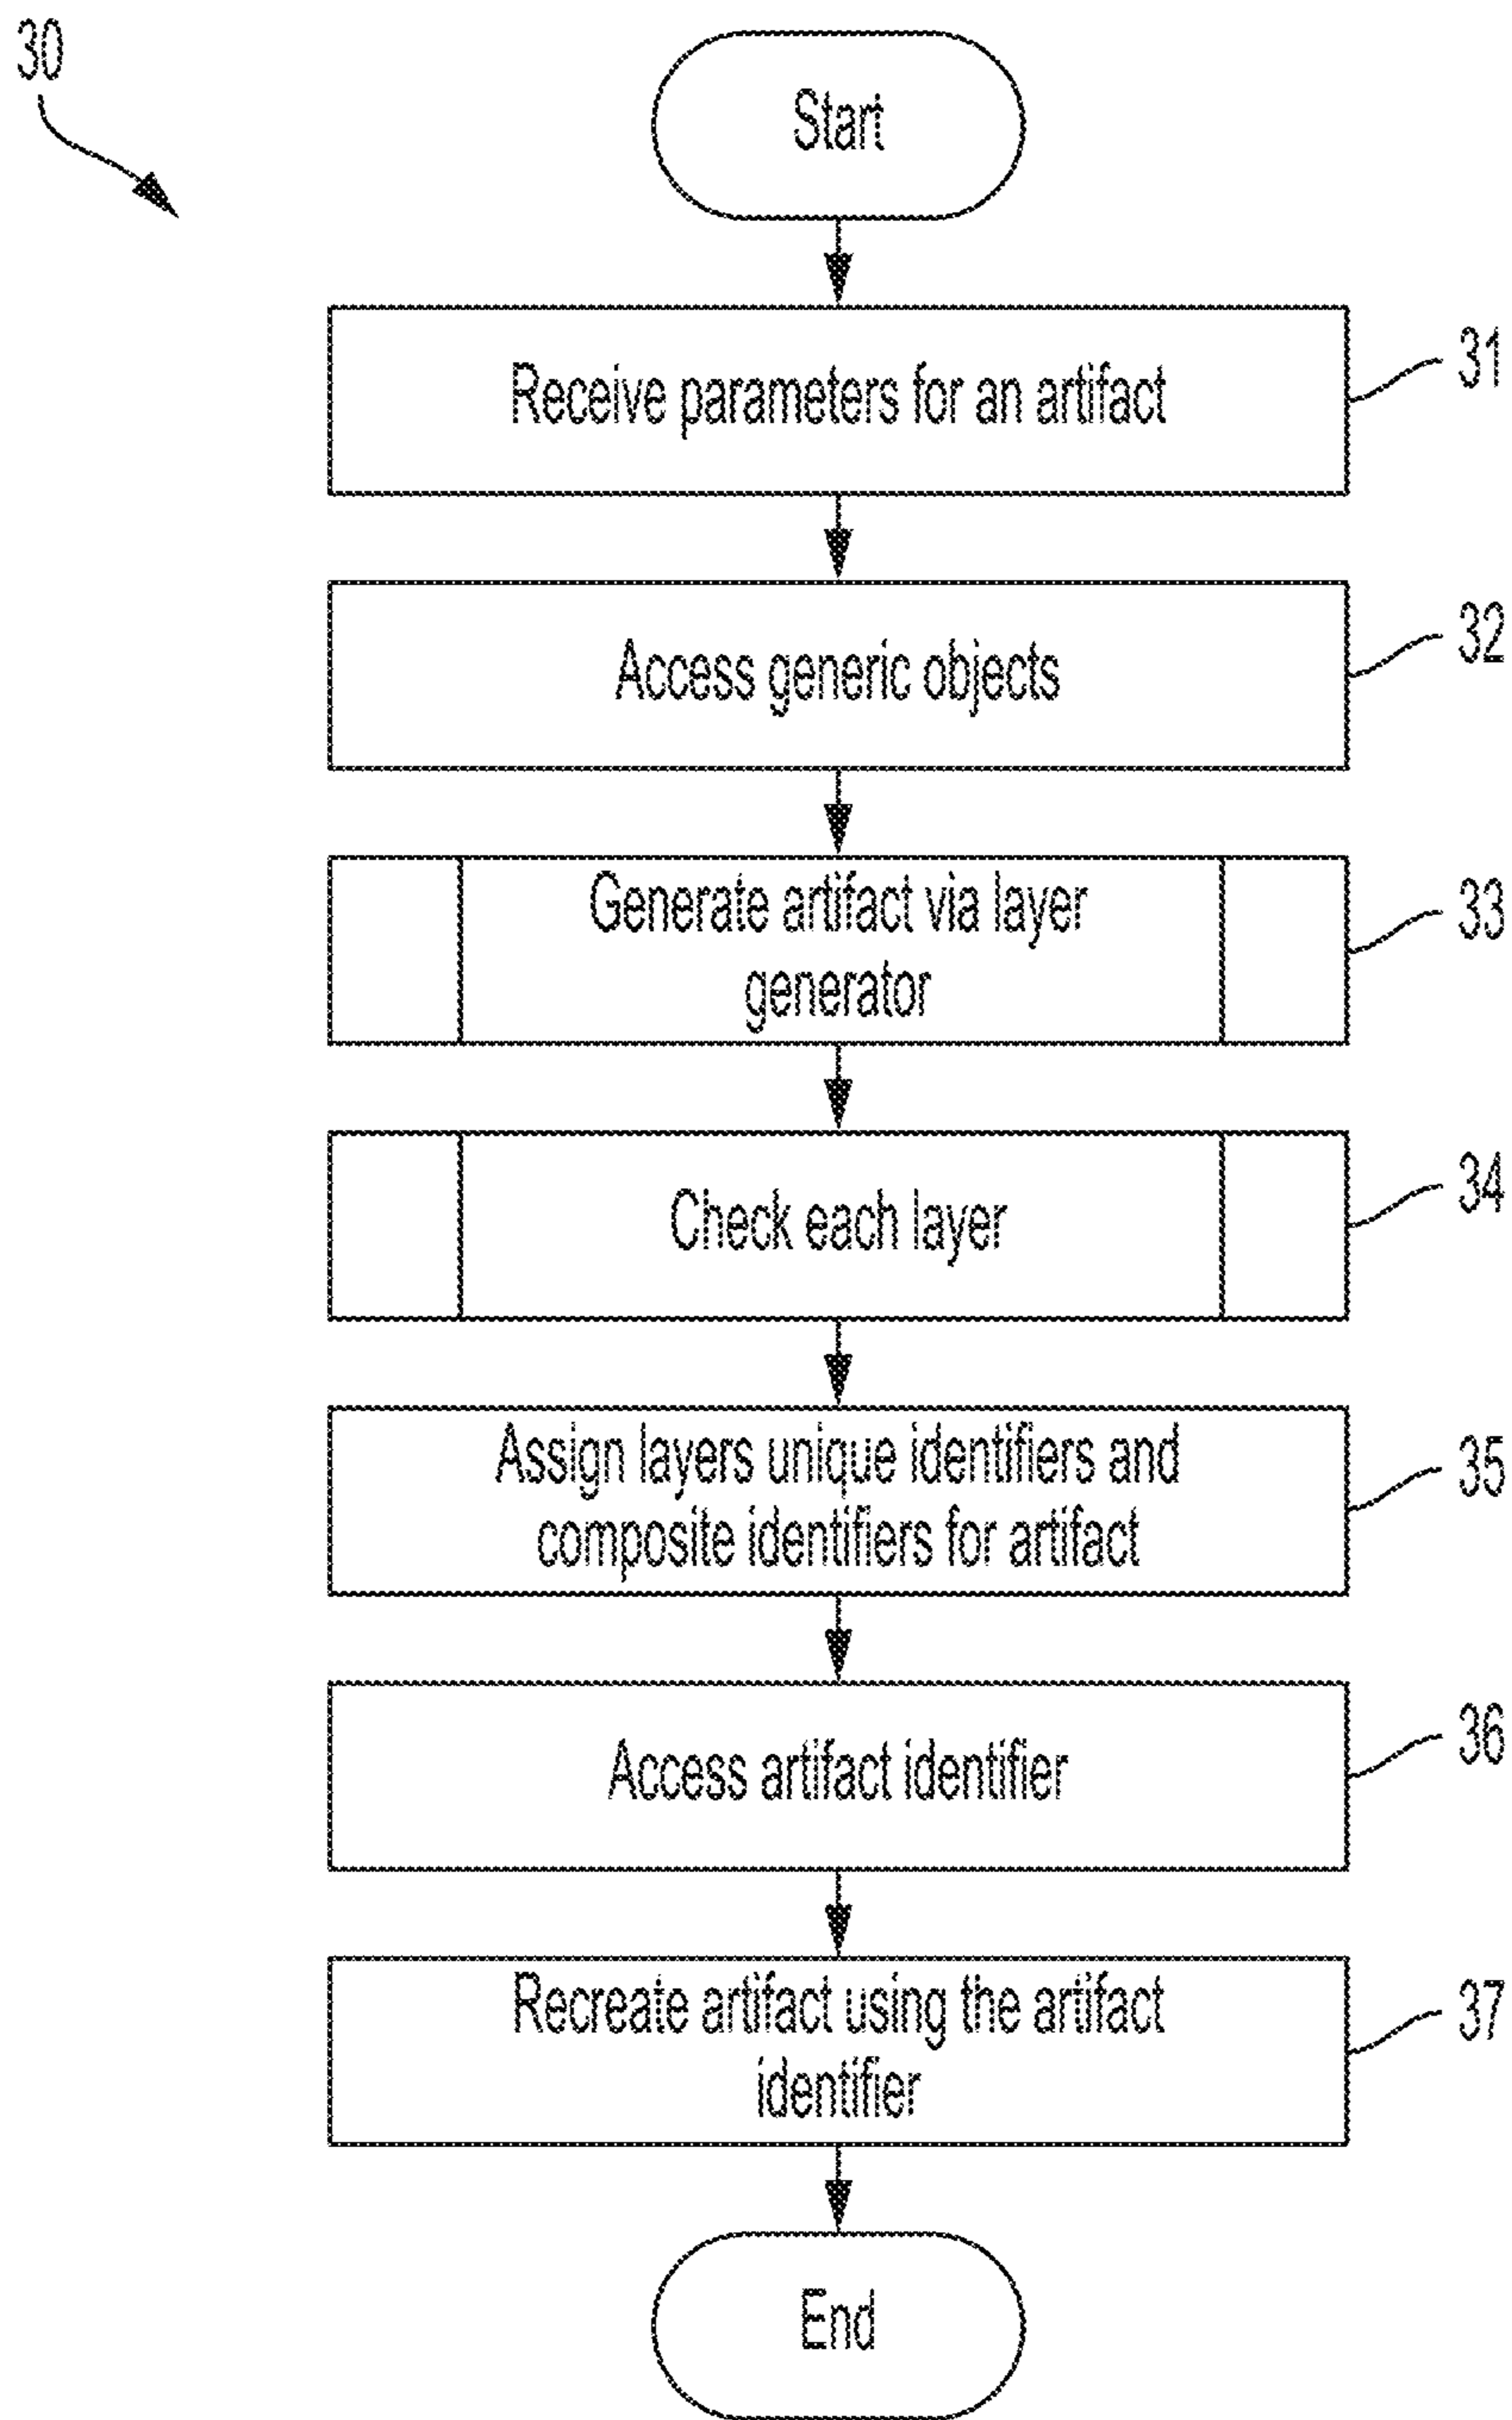 30
Start
Receive parameters for an artifact
31
Access generic objects
32
Generate artifact via layer
generator
33
Check each layer
34
Assign layers unique identifiers and
composite identifiers for artifact
35
Access artifact identifier
36
Recreate artifact using the artifact
identifier
37
End